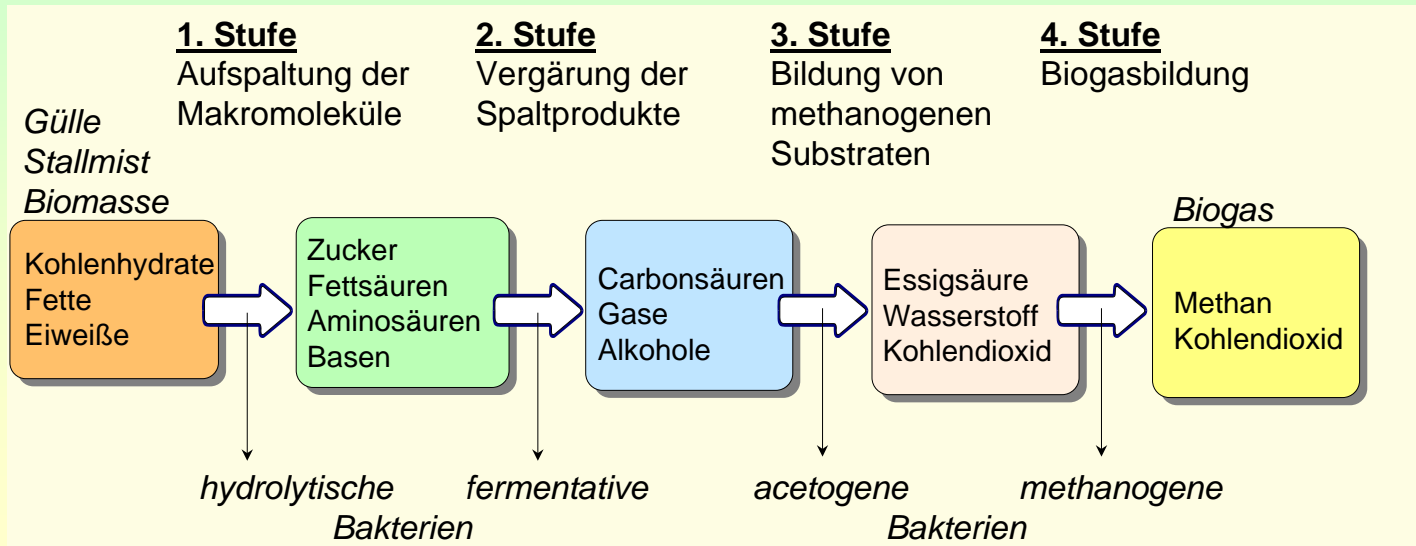 1. Stufe
Aufspaltung der
Makromoleküle
2. Stufe
Vergärung der
Spaltprodukte
3. Stufe
Bildung von
methanogenen
Substraten
4. Stufe
Biogasbildung
Gülle
Stallmist
Biomasse
Kohlenhydrate
Fette
Eiweiße
Zucker
Fettsäuren
Aminosäuren
Basen
Carbonsäuren
Gase
Alkohole
Essigsäure
Wasserstoff
Kohlendioxid
Biogas
Methan
Kohlendioxid
hydrolytische fermentative
Bakterien
acetogene methanogene
Bakterien